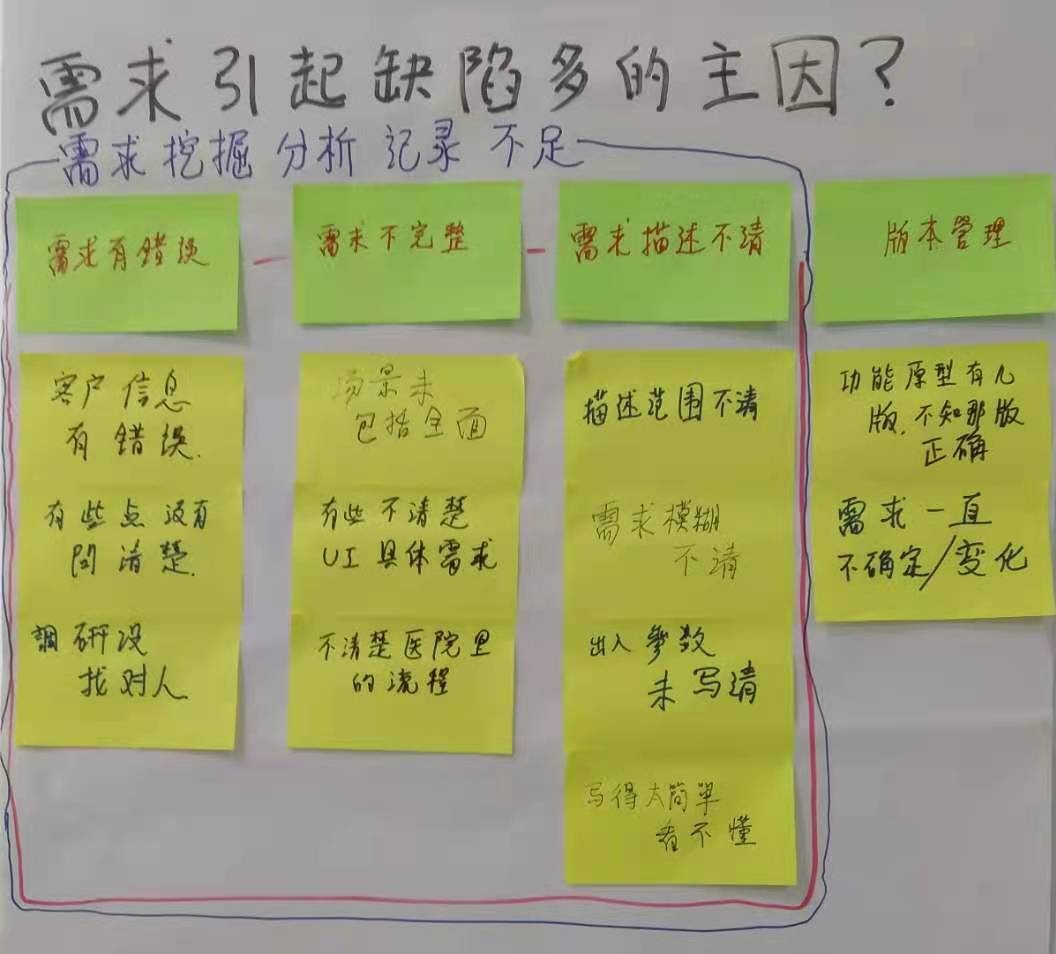 需求引起缺陷多的主因?
需求 挖掘 分析 记录 不足
需求有错误
客户信息
有错误.
有些点没有
问清楚.
調研没
找对人
需求不完整
场景未
包括全面
有些不清楚
UI具体需求
不清楚医院里
的流程
需求描述不清
描述范围不清
需求模糊
不清
出入参数
未写清
写得太简单
看不懂
版本管理
功能原型有几
版.不知那版
正确
需求一直
不确定/变化